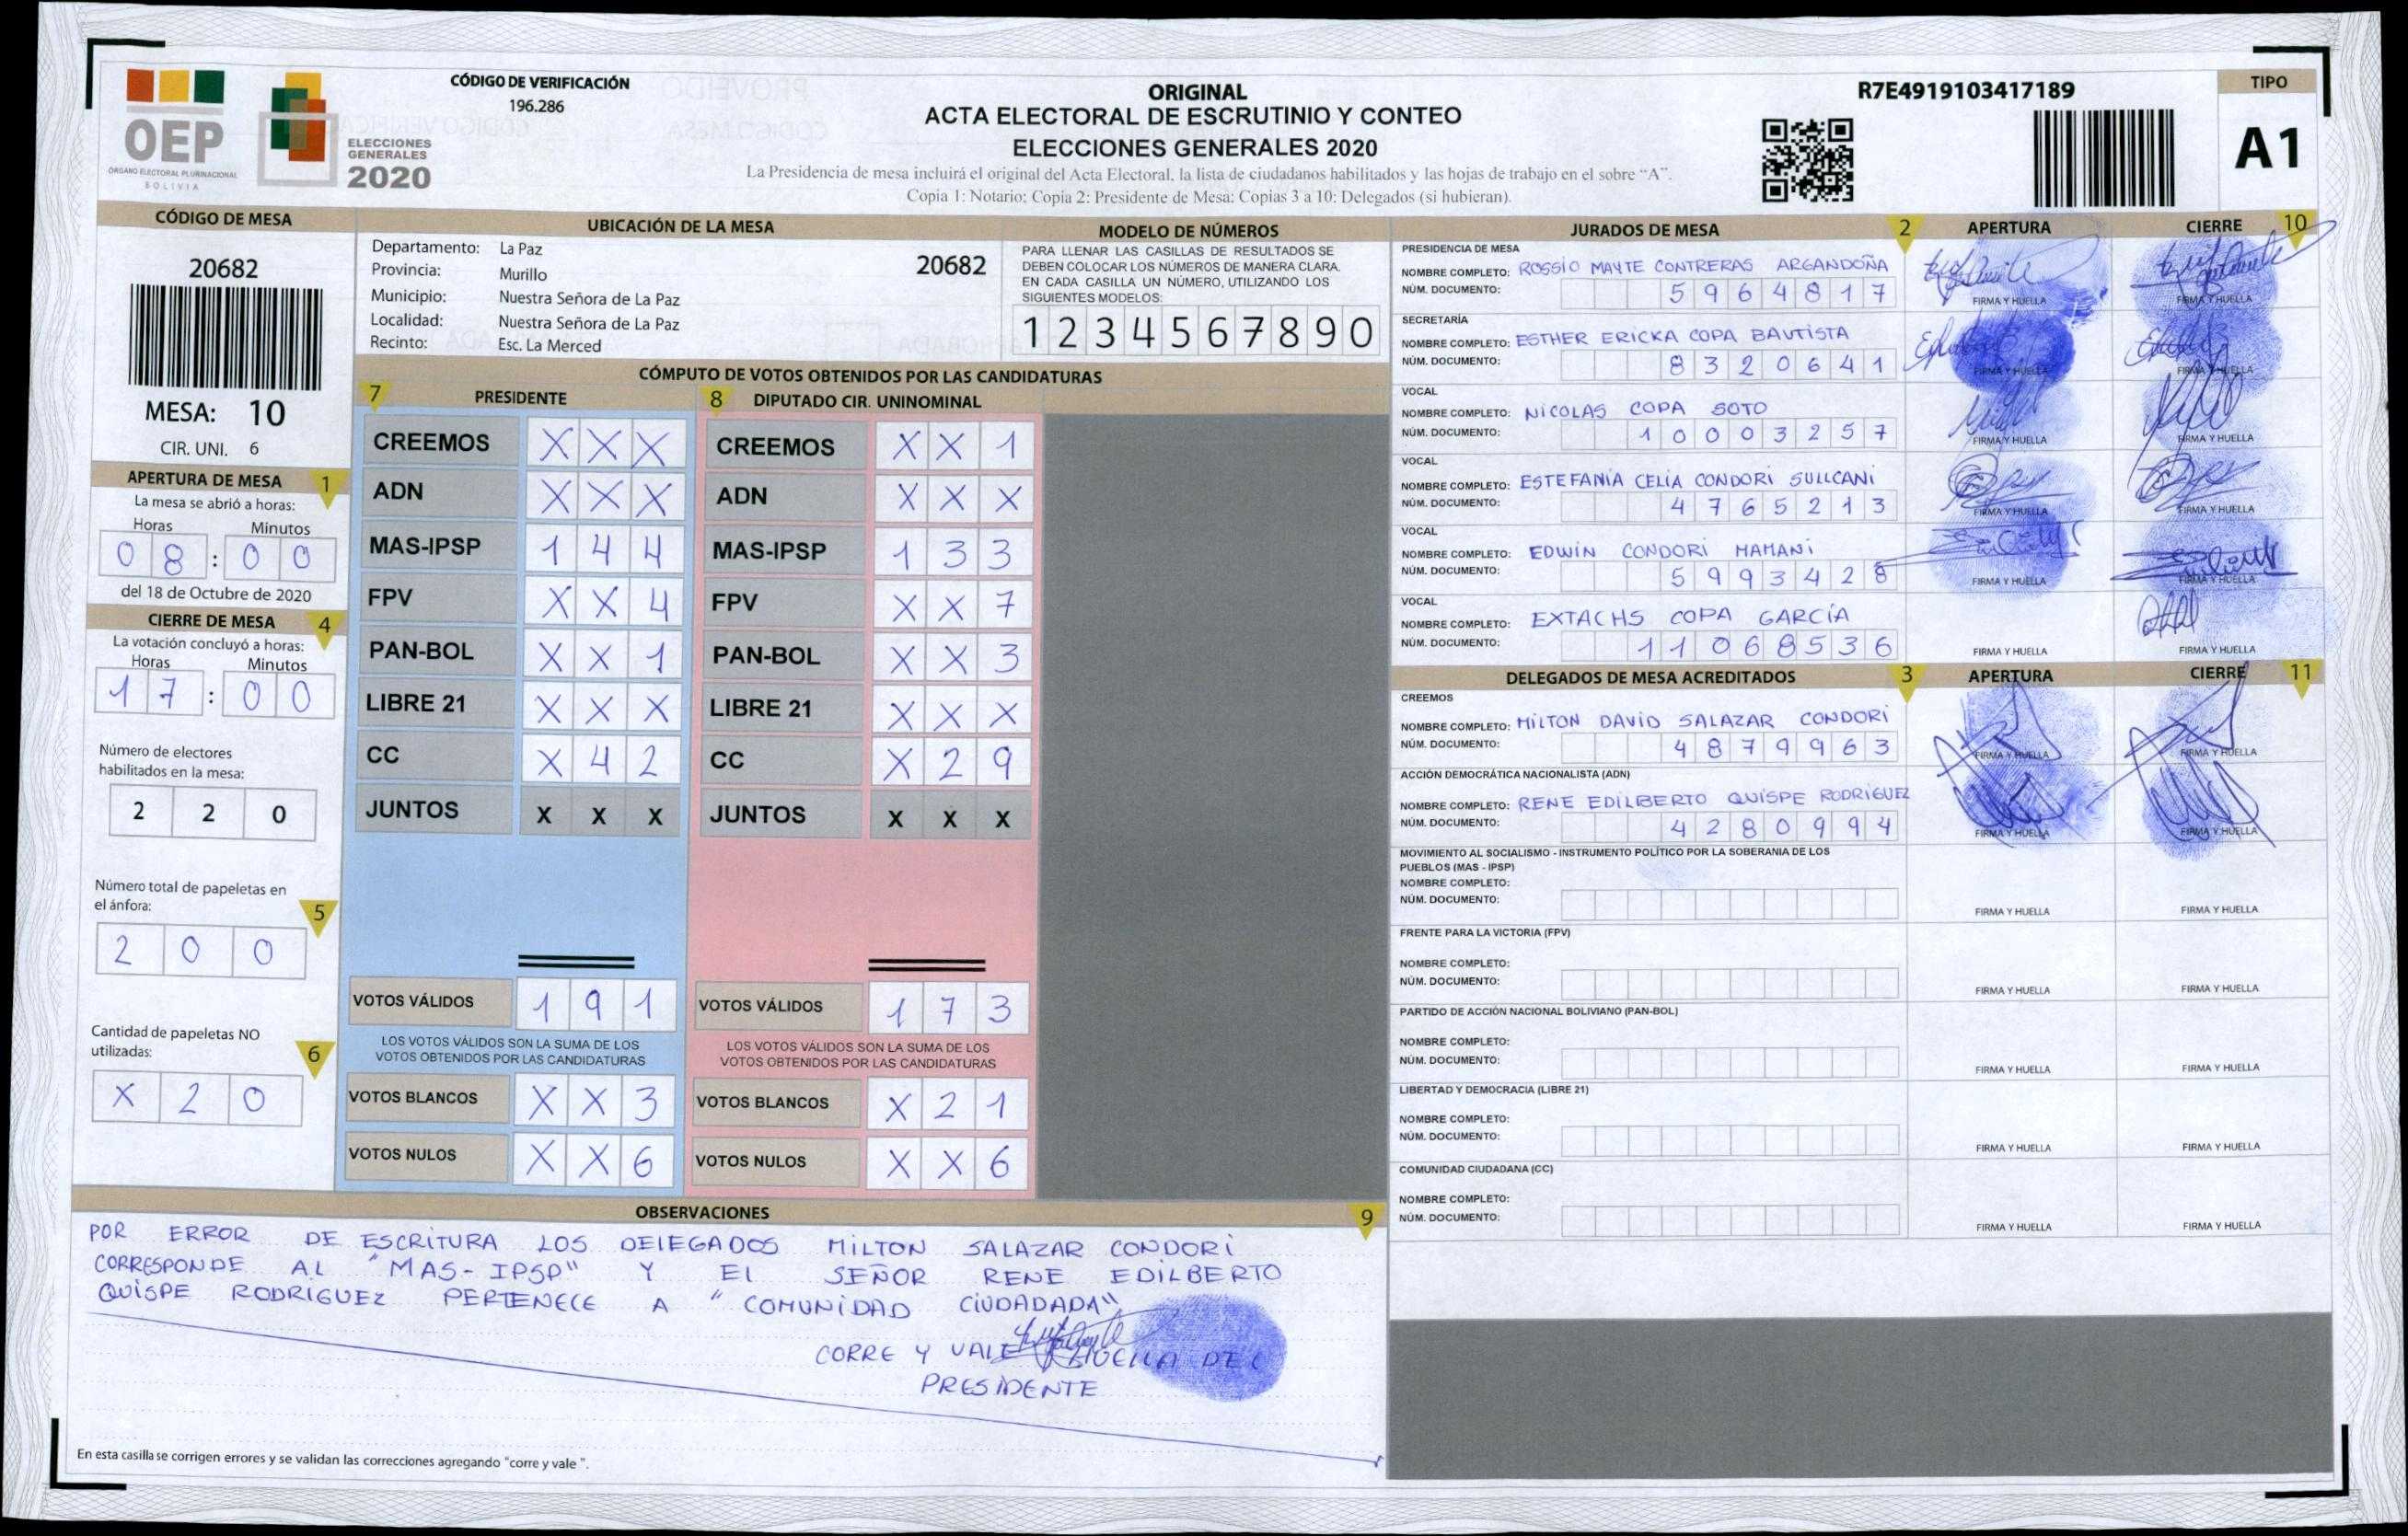 CÓDIGO DE VERIFICACIÓN
196.286
OEP
ÓRGANO ELECTORAL PLURINACIONAL
BOLIVIA
ELECCIONES
GENERALES
2020
ORIGINAL
ACTA ELECTORAL DE ESCRUTINIO Y CONTEO
ELECCIONES GENERALES 2020
La Presidencia de mesa incluirá el original del Acta Electoral, la lista de ciudadanos habilitados y las hojas de trabajo en el sobre “A”.
Copia 1: Notario; Copia 2: Presidente de Mesa; Copias 3 a 10: Delegados (si hubieran).
R7E4919103417189
TIPO
A1
CÓDIGO DE MESA
20682
MESA: 10
CIR. UNI. 6
APERTURA DE MESA 1
La mesa se abrió a horas:
Horas Minutos
0 8 : 0 0
del 18 de Octubre de 2020
CIERRE DE MESA 4
La votación concluyó a horas:
Horas Minutos
1 7 : 0 0
Número de electores
habilitados en la mesa:
2 2 0
Número total de papeletas en
el ánfora:
5
2 0 0
Cantidad de papeletas NO
utilizadas:
6
X 2 0
UBICACIÓN DE LA MESA
Departamento: La Paz
Provincia: Murillo
Municipio: Nuestra Señora de La Paz
Localidad: Nuestra Señora de La Paz
Recinto: Esc. La Merced
20682
MODELO DE NÚMEROS
PARA LLENAR LAS CASILLAS DE RESULTADOS SE
DEBEN COLOCAR LOS NÚMEROS DE MANERA CLARA.
EN CADA CASILLA UN NÚMERO, UTILIZANDO LOS
SIGUIENTES MODELOS:
1 2 3 4 5 6 7 8 9 0
CÓMPUTO DE VOTOS OBTENIDOS POR LAS CANDIDATURAS
7 PRESIDENTE
CREEMOS X X X
ADN X X X
MAS-IPSP 1 4 4
FPV X X 4
PAN-BOL X X 1
LIBRE 21 X X X
CC X 4 2
JUNTOS X X X
VOTOS VÁLIDOS 1 9 1
LOS VOTOS VÁLIDOS SON LA SUMA DE LOS
VOTOS OBTENIDOS POR LAS CANDIDATURAS
VOTOS BLANCOS X X 3
VOTOS NULOS X X 6
8 DIPUTADO CIR. UNINOMINAL
CREEMOS X X 1
ADN X X X
MAS-IPSP 1 3 3
FPV X X 7
PAN-BOL X X 3
LIBRE 21 X X X
CC X 2 9
JUNTOS X X X
VOTOS VÁLIDOS 1 7 3
LOS VOTOS VÁLIDOS SON LA SUMA DE LOS
VOTOS OBTENIDOS POR LAS CANDIDATURAS
VOTOS BLANCOS X 2 1
VOTOS NULOS X X 6
OBSERVACIONES 9
POR ERROR DE ESCRITURA LOS DELEGADOS MILTON SALAZAR CONDORI
CORRESPONDE AL "MAS-IPSP" Y EL SEÑOR RENE EDILBERTO
QUISPE RODRIGUEZ PERTENECE A "COMUNIDAD CIUDADADA"
CORRE Y VALE HUELLA DEL
PRESIDENTE
En esta casilla se corrigen errores y se validan las correcciones agregando "corre y vale ".
JURADOS DE MESA 2 APERTURA CIERRE 10
PRESIDENCIA DE MESA
NOMBRE COMPLETO: ROSSIO MAYTE CONTRERAS ARGANDOÑA
NÚM. DOCUMENTO: 5 9 6 4 8 1 7
FIRMA Y HUELLA FIRMA Y HUELLA
SECRETARÍA
NOMBRE COMPLETO: ESTHER ERICKA COPA BAUTISTA
NÚM. DOCUMENTO: 8 3 2 0 6 4 1
FIRMA Y HUELLA FIRMA Y HUELLA
VOCAL
NOMBRE COMPLETO: NICOLAS COPA SOTO
NÚM. DOCUMENTO: 1 0 0 0 3 2 5 7
FIRMA Y HUELLA FIRMA Y HUELLA
VOCAL
NOMBRE COMPLETO: ESTEFANIA CELIA CONDORI SULLCANI
NÚM. DOCUMENTO: 4 7 6 5 2 1 3
FIRMA Y HUELLA FIRMA Y HUELLA
VOCAL
NOMBRE COMPLETO: EDWIN CONDORI MAMANI
NÚM. DOCUMENTO: 5 9 9 3 4 2 8
FIRMA Y HUELLA FIRMA Y HUELLA
VOCAL
NOMBRE COMPLETO: EXTACHS COPA GARCÍA
NÚM. DOCUMENTO: 1 1 0 6 8 5 3 6
FIRMA Y HUELLA FIRMA Y HUELLA
DELEGADOS DE MESA ACREDITADOS 3 APERTURA CIERRE 11
CREEMOS
NOMBRE COMPLETO: MILTON DAVID SALAZAR CONDORI
NÚM. DOCUMENTO: 4 8 7 9 9 6 3
FIRMA Y HUELLA FIRMA Y HUELLA
ACCIÓN DEMOCRÁTICA NACIONALISTA (ADN)
NOMBRE COMPLETO: RENE EDILBERTO QUISPE RODRIGUEZ
NÚM. DOCUMENTO: 4 2 8 0 9 9 4
FIRMA Y HUELLA FIRMA Y HUELLA
MOVIMIENTO AL SOCIALISMO - INSTRUMENTO POLÍTICO POR LA SOBERANIA DE LOS
PUEBLOS (MAS - IPSP)
NOMBRE COMPLETO:
NÚM. DOCUMENTO:
FIRMA Y HUELLA FIRMA Y HUELLA
FRENTE PARA LA VICTORIA (FPV)
NOMBRE COMPLETO:
NÚM. DOCUMENTO:
FIRMA Y HUELLA FIRMA Y HUELLA
PARTIDO DE ACCIÓN NACIONAL BOLIVIANO (PAN-BOL)
NOMBRE COMPLETO:
NÚM. DOCUMENTO:
FIRMA Y HUELLA FIRMA Y HUELLA
LIBERTAD Y DEMOCRACIA (LIBRE 21)
NOMBRE COMPLETO:
NÚM. DOCUMENTO:
FIRMA Y HUELLA FIRMA Y HUELLA
COMUNIDAD CIUDADANA (CC)
NOMBRE COMPLETO:
NÚM. DOCUMENTO:
FIRMA Y HUELLA FIRMA Y HUELLA